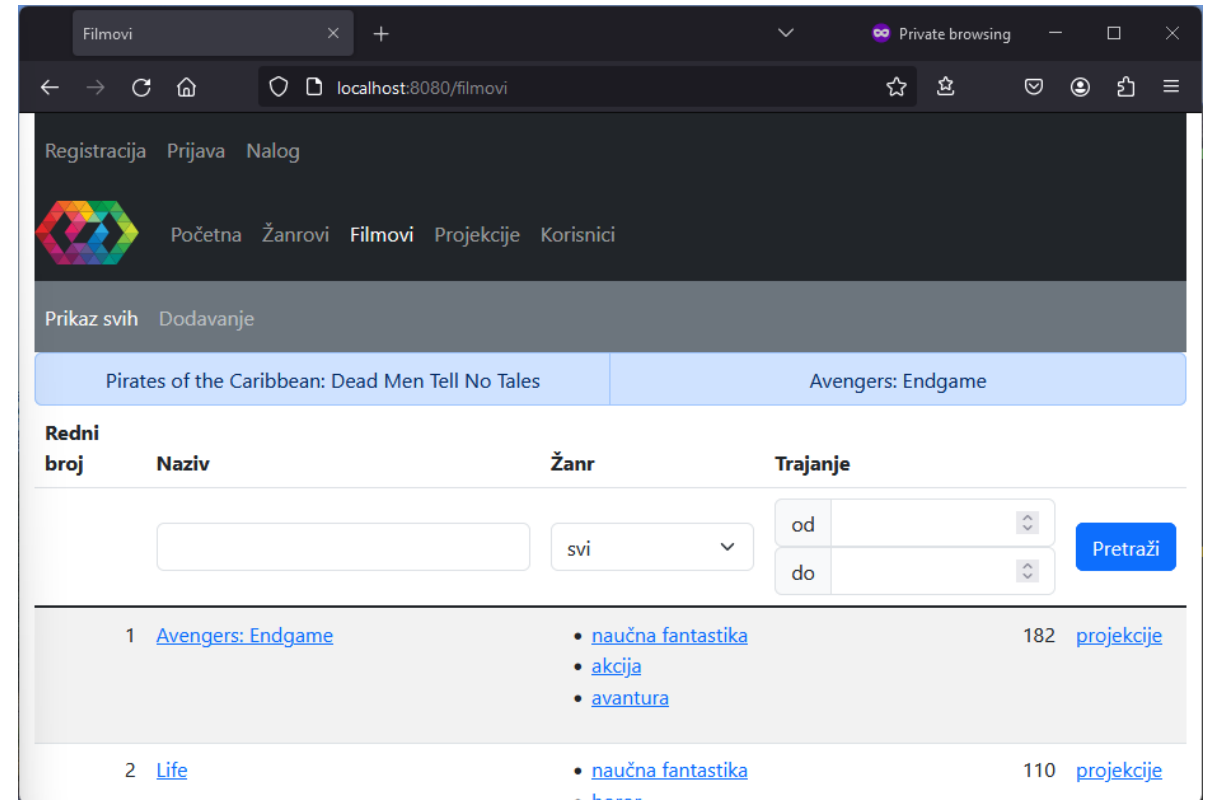 Filmovi
Private browsing
localhost:8080/filmovi
Registracija Prijava Nalog
Početna Žanrovi Filmovi Projekcije Korisnici
Prikaz svih Dodavanje
Pirates of the Caribbean: Dead Men Tell No Tales Avengers: Endgame
Redni
broj Naziv Žanr Trajanje
od
svi Pretraži
do
1 Avengers: Endgame naučna fantastika 182 projekcije
akcija
avantura
2 Life naučna fantastika 110 projekcije